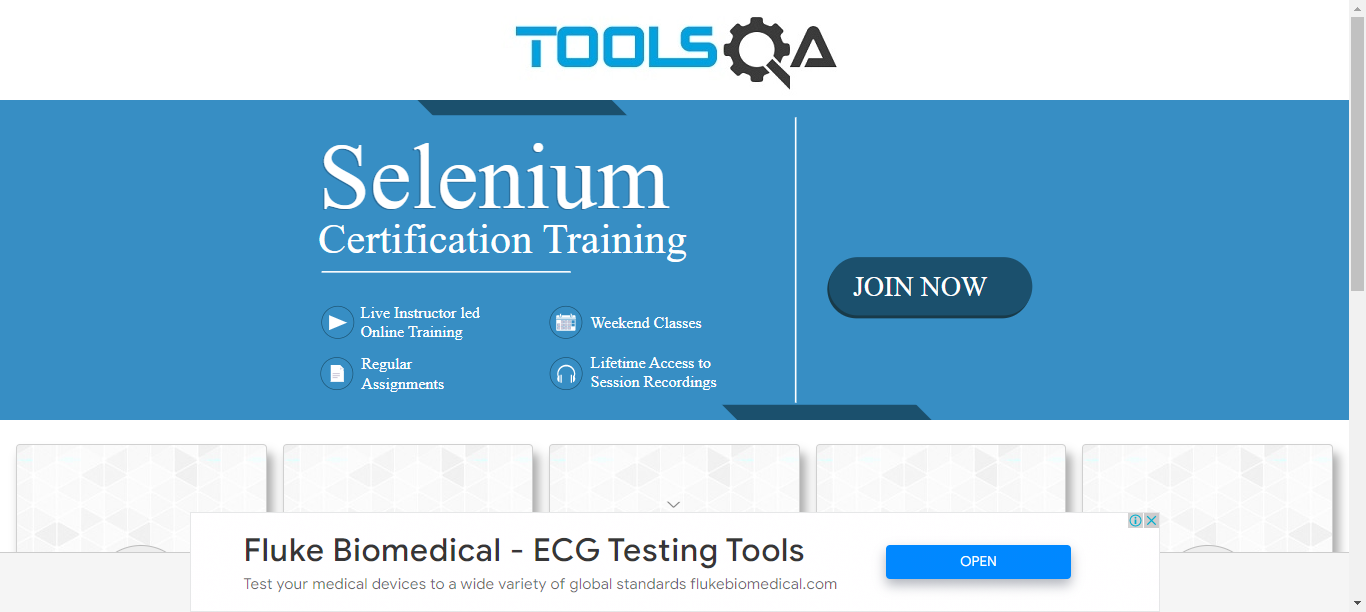 TOOLSQA
Selenium
Certification Training
Live Instructor led
Online Training
Weekend Classes
Regular
Assignments
Lifetime Access to
Session Recordings
JOIN NOW
Fluke Biomedical - ECG Testing Tools
Test your medical devices to a wide variety of global standards flukebiomedical.com
OPEN